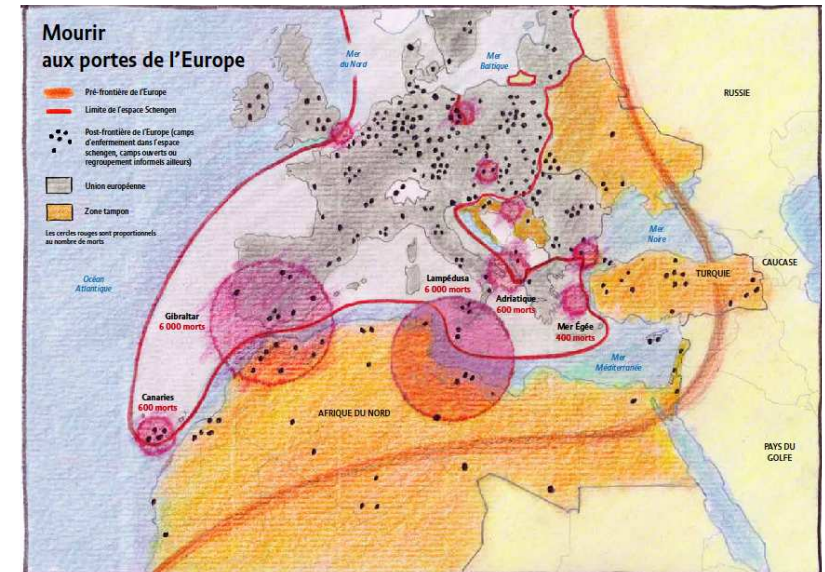 Mourir
aux portes de l'Europe
Pré-frontière de l'Europe
Limite de l'espace Schengen
Post-frontière de l'Europe (camps
d'enfermement dans l'espace
schengen, camps ouverts ou
regroupement informels ailleurs)
Union européenne
Zone tampon
Les cercles rouges sont proportionnels
au nombre de morts
Mer
du Nord
Mer
Baltique
RUSSIE
Mer
Noire
CAUCASE
TURQUIE
Océan
Atlantique
Gibraltar
6 000 morts
Lampédusa
6 000 morts
Adriatique
600 morts
Mer Égée
400 morts
Mer
Méditerranée
Canaries
600 morts
AFRIQUE DU NORD
PAYS DU
GOLFE